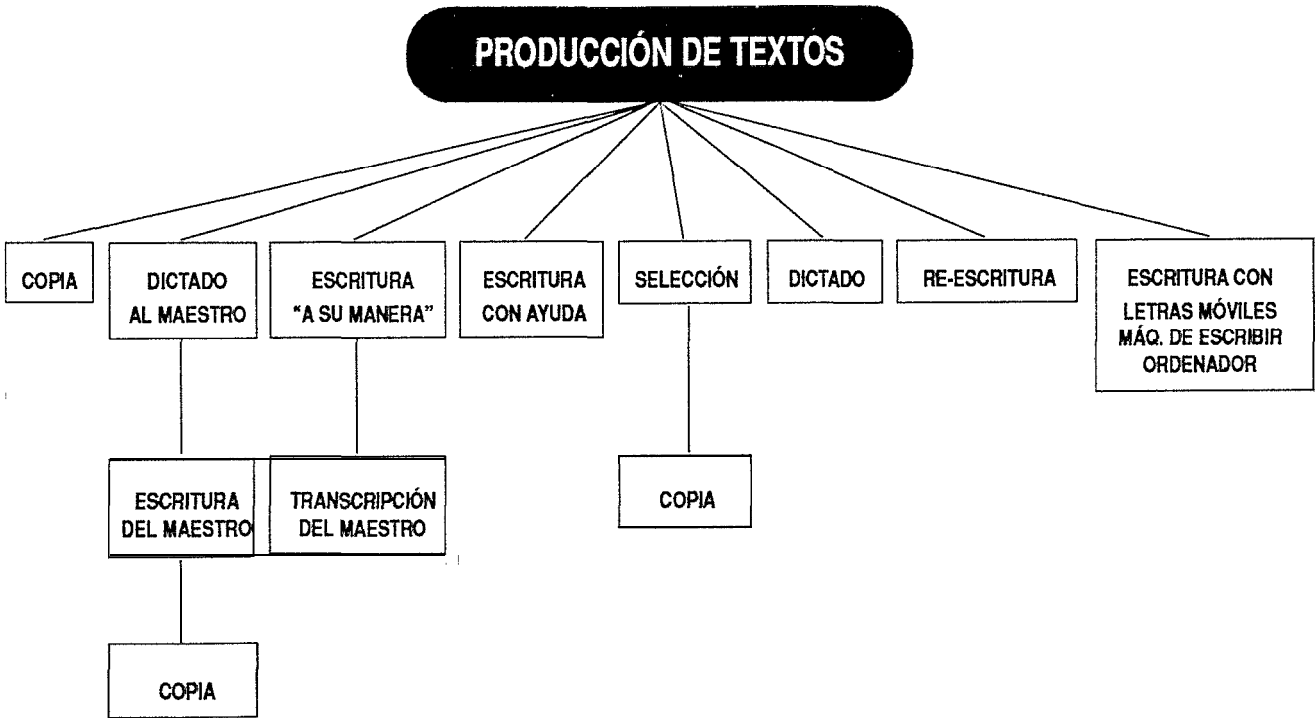 PRODUCCIÓN DE TEXTOS
COPIA
DICTADO
AL MAESTRO
ESCRITURA
"A SU MANERA"
ESCRITURA
CON AYUDA
SELECCIÓN
DICTADO
RE-ESCRITURA
ESCRITURA CON
LETRAS MÓVILES
MÁQ. DE ESCRIBIR
ORDENADOR
ESCRITURA
DEL MAESTRO
TRANSCRIPCIÓN
DEL MAESTRO
COPIA
COPIA